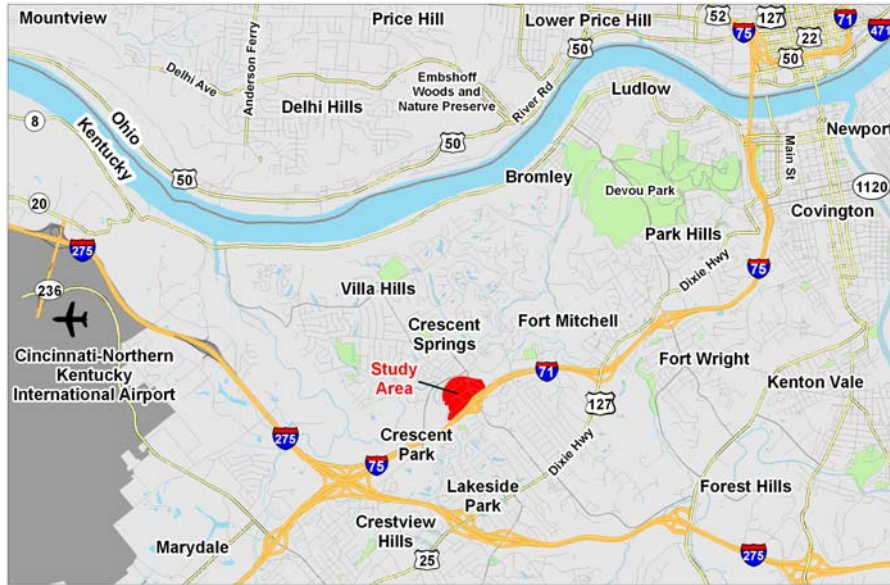 Mountview
Price Hill
Lower Price Hill
52
127
71
75
22
471
50
50
Delhi Ave
Anderson Ferry
Embshoff
Woods and
Nature Preserve
River Rd
Delhi Hills
Ludlow
8
Ohio
Kentucky
50
50
Newport
Main St
Bromley
Devou Park
1120
20
Covington
Park Hills
275
Dixie Hwy
75
236
Villa Hills
Crescent
Springs
Fort Mitchell
Cincinnati-Northern
Kentucky
International Airport
Study
Area
71
Fort Wright
Kenton Vale
127
Crescent
Park
275
75
Dixie Hwy
Lakeside
Park
Forest Hills
Crestview
Hills
Marydale
25
275